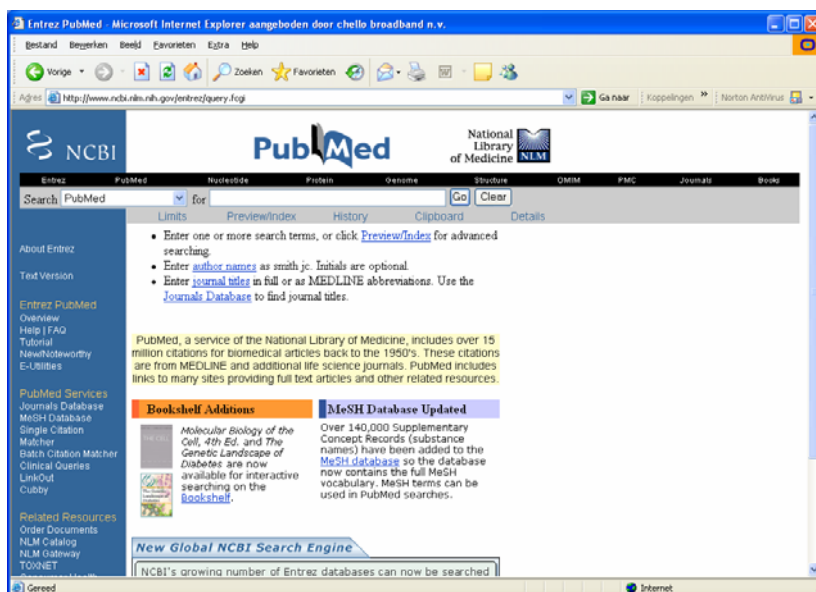 Entrez PubMed - Microsoft Internet Explorer aangeboden door chello broadband n.v.
Bestand Bewerken Beeld Favorieten Extra Help
Vorige Zoeken Favorieten
Adres http://www.ncbi.nlm.nih.gov/entrez/query.fcgi Ga naar Koppelingen » Norton AntiVirus
NCBI PubMed National Library of Medicine NLM
Entrez PubMed Nucleotide Protein Genome Structure OMIM PMC Journals Books
Search PubMed for Go Clear
Limits Preview/Index History Clipboard Details
About Entrez
Text Version
Entrez PubMed
Overview
Help | FAQ
Tutorial
New/Noteworthy
E-Utilities
PubMed Services
Journals Database
MeSH Database
Single Citation
Matcher
Batch Citation Matcher
Clinical Queries
LinkOut
Cubby
Related Resources
Order Documents
NLM Catalog
NLM Gateway
TOXNET
• Enter one or more search terms, or click Preview/Index for advanced
searching.
• Enter author names as smith jc. Initials are optional.
• Enter journal titles in full or as MEDLINE abbreviations. Use the
Journals Database to find journal titles.
PubMed, a service of the National Library of Medicine, includes over 15
million citations for biomedical articles back to the 1950's. These citations
are from MEDLINE and additional life science journals. PubMed includes
links to many sites providing full text articles and other related resources.
Bookshelf Additions
Molecular Biology of the
Cell, 4th Ed. and The
Genetic Landscape of
Diabetes are now
available for interactive
searching on the
Bookshelf.
MeSH Database Updated
Over 140,000 Supplementary
Concept Records (substance
names) have been added to the
MeSH database so the database
now contains the full MeSH
vocabulary. MeSH terms can be
used in PubMed searches.
New Global NCBI Search Engine
NCBI's growing number of Entrez databases can now be searched
Gereed Internet